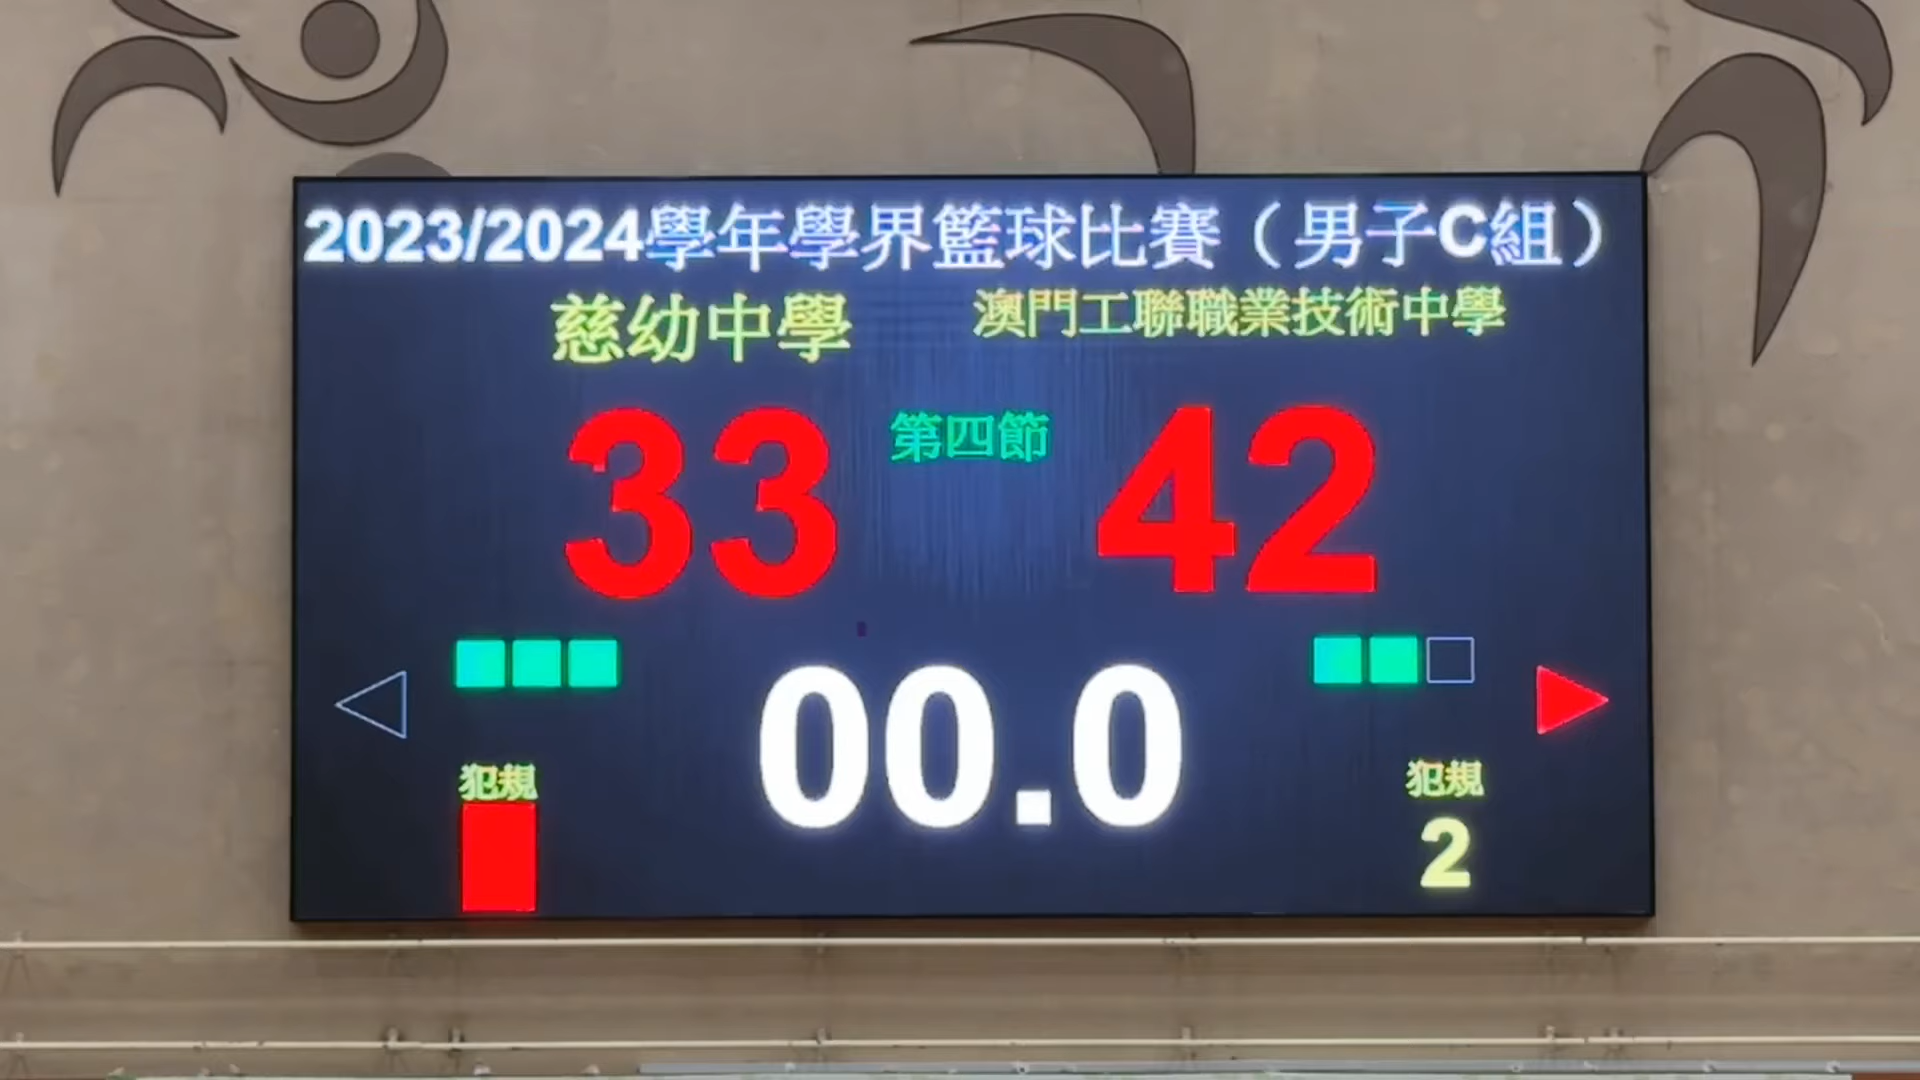 2023/2024學年學界籃球比賽（男子C組）
慈幼中學
澳門工聯職業技術中學
33
第四節
42
00.0
犯規
犯規
2